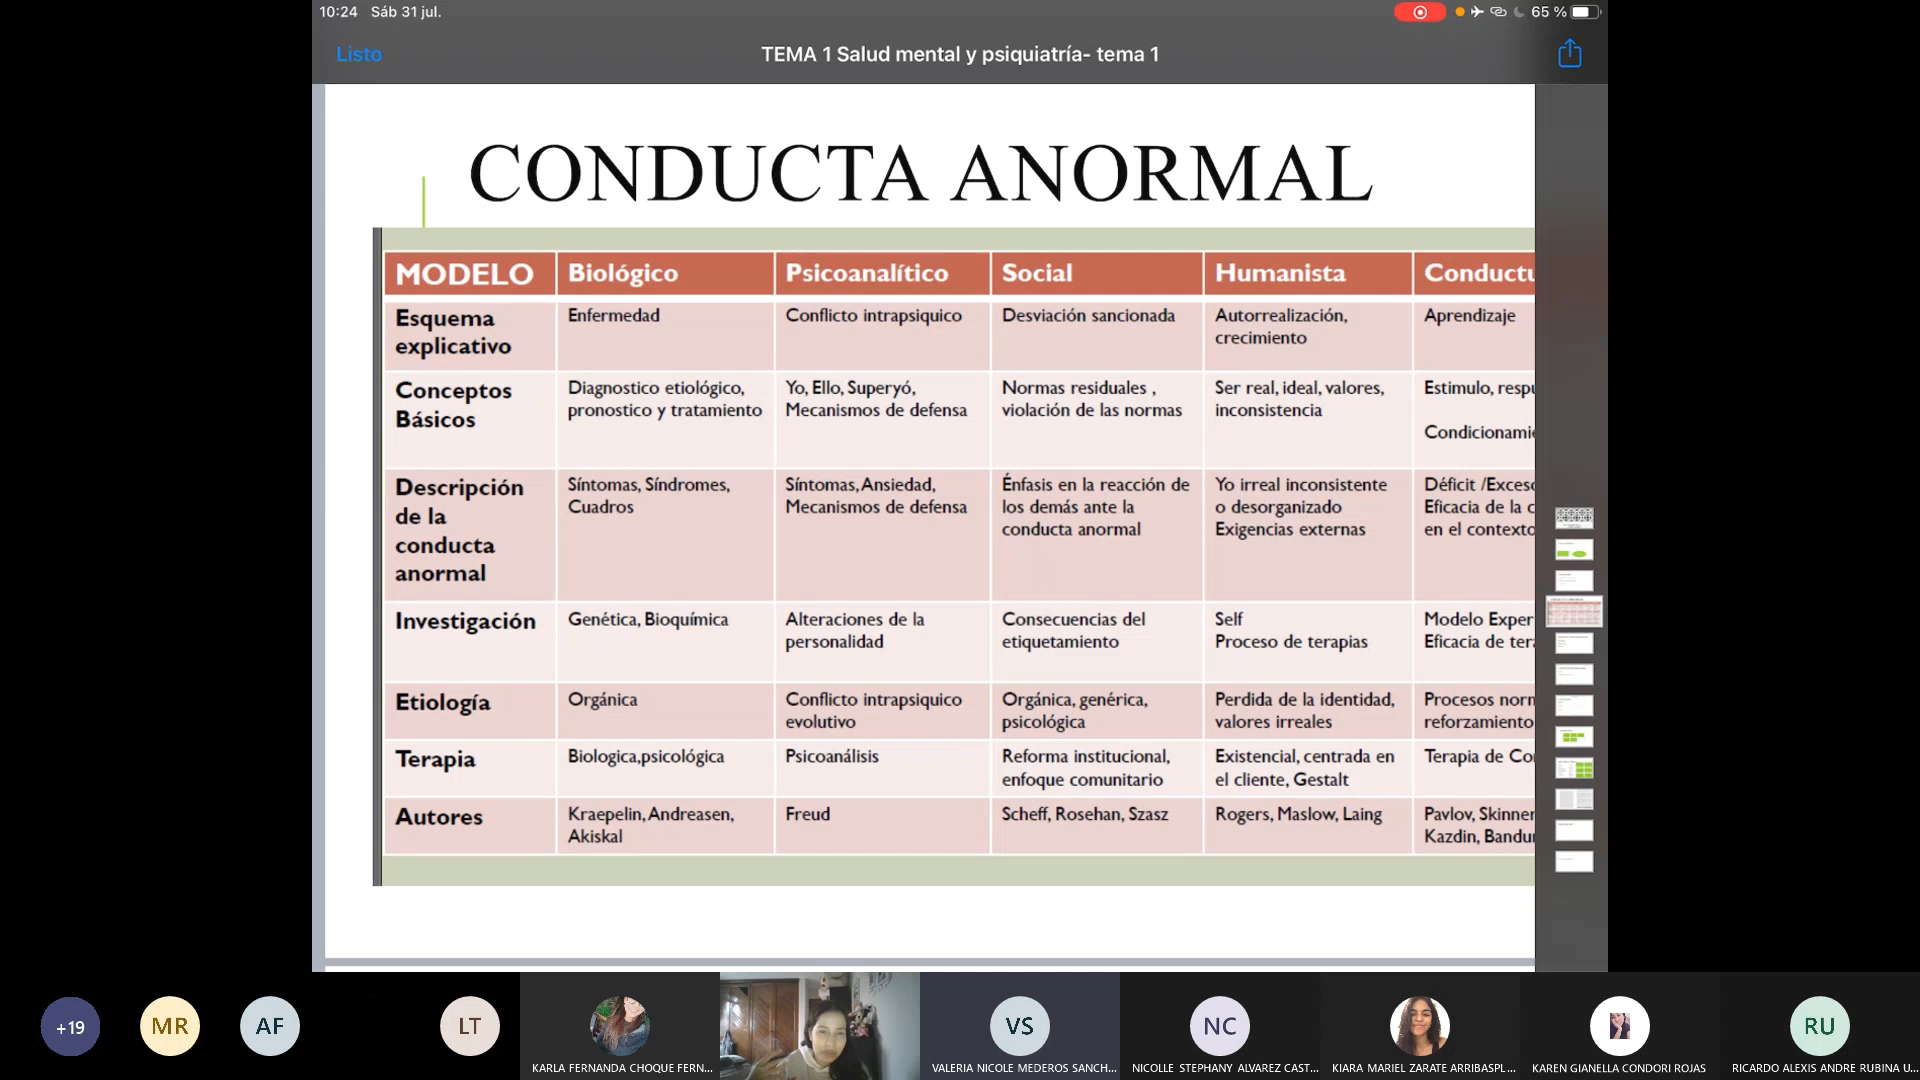 10:24 Sáb 31 jul.
65 %
Listo
TEMA 1 Salud mental y psiquiatría- tema 1
CONDUCTA ANORMAL
MODELO Biológico Psicoanalítico Social Humanista Conductu
Esquema explicativo
Enfermedad
Conflicto intrapsiquico
Desviación sancionada
Autorrealización,
crecimiento
Aprendizaje
Conceptos
Básicos
Diagnostico etiológico,
pronostico y tratamiento
Yo, Ello, Superyó,
Mecanismos de defensa
Normas residuales ,
violación de las normas
Ser real, ideal, valores,
inconsistencia
Estimulo, respu
Condicionamie
Descripción
de la
conducta
anormal
Síntomas, Síndromes,
Cuadros
Síntomas, Ansiedad,
Mecanismos de defensa
Énfasis en la reacción de
los demás ante la
conducta anormal
Yo irreal inconsistente
o desorganizado
Exigencias externas
Déficit /Exceso
Eficacia de la c
en el contexto
Investigación
Genética, Bioquímica
Alteraciones de la
personalidad
Consecuencias del
etiquetamiento
Self
Proceso de terapias
Modelo Exper
Eficacia de tera
Etiología
Orgánica
Conflicto intrapsiquico
evolutivo
Orgánica, genérica,
psicológica
Perdida de la identidad,
valores irreales
Procesos norm
reforzamiento
Terapia
Biologica,psicológica
Psicoanálisis
Reforma institucional,
enfoque comunitario
Existencial, centrada en
el cliente, Gestalt
Terapia de Con
Autores
Kraepelin, Andreasen,
Akiskal
Freud
Scheff, Rosehan, Szasz
Rogers, Maslow, Laing
Pavlov, Skinner
Kazdin, Bandur
+19
MR
AF
LT
VS
NC
RU
KARLA FERNANDA CHOQUE FERN...
VALERIA NICOLE MEDEROS SANCH...
NICOLLE STEPHANY ALVAREZ CAST...
KIARA MARIEL ZARATE ARRIBASPL...
KAREN GIANELLA CONDORI ROJAS
RICARDO ALEXIS ANDRE RUBINA U...